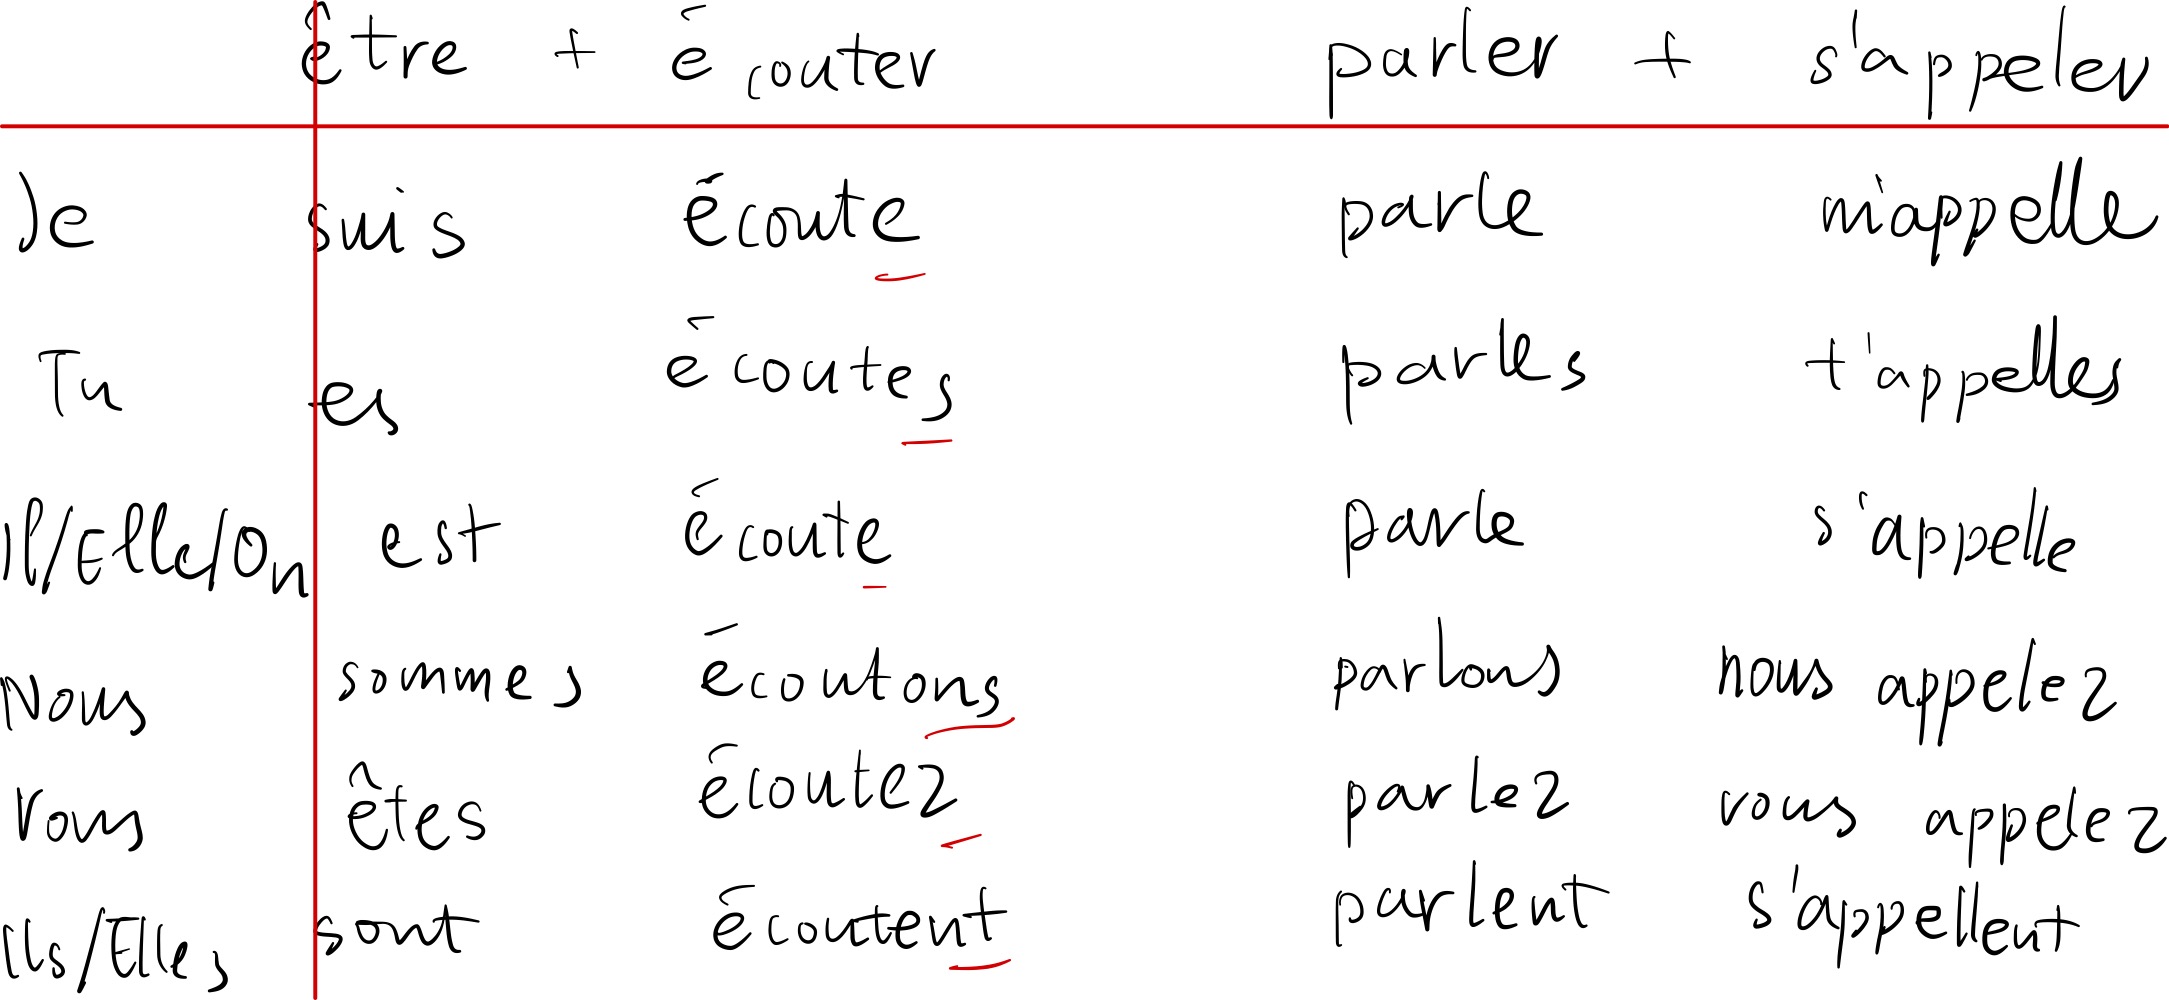 être + écouter parler + s'appeler
Je suis écoute parle m'appelle
Tu es écoutes parles t'appelles
Il/Elle/On est écoute parle s'appelle
Nous sommes écoutons parlons nous appelez
Vous êtes écoutez parlez vous appelez
Ils/Elles sont écoutent parlent s'appellent